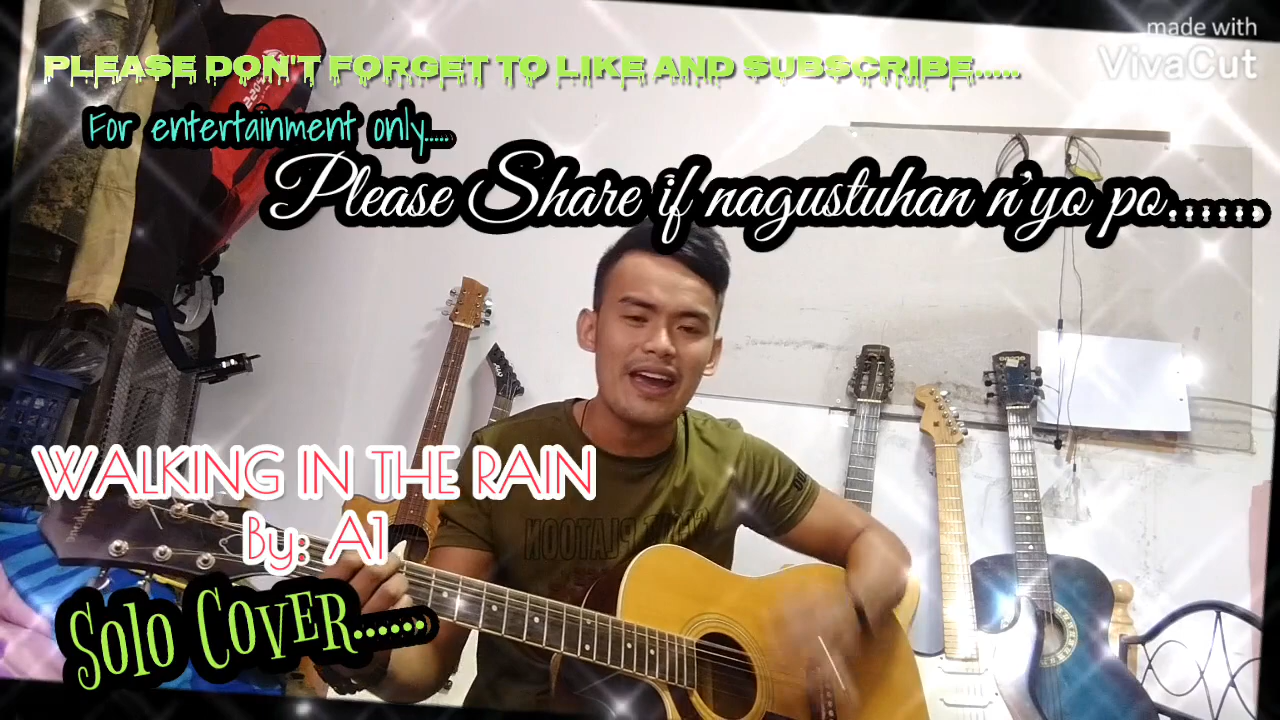 made with
VivaCut
PLEASE DON'T FORGET TO LIKE AND SUBSCRIBE.....
For entertainment only.....
Please Share if nagustuhan n'yo po......
WALKING IN THE RAIN
By: A1
Solo Cover......